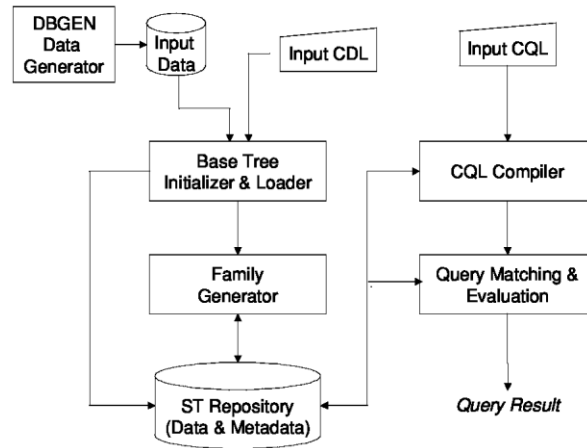 DBGEN
Data
Generator
Input
Data
Input CDL
Input CQL
Base Tree
Initializer & Loader
CQL Compiler
Family
Generator
Query Matching &
Evaluation
ST Repository
(Data & Metadata)
Query Result